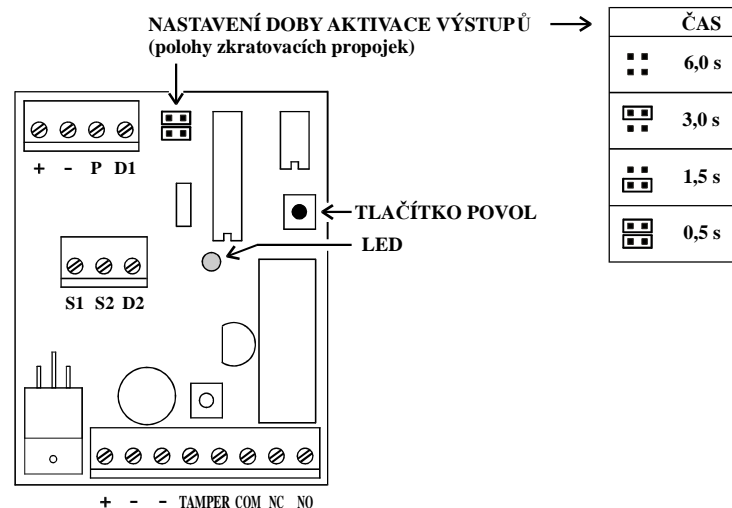 NASTAVENÍ DOBY AKTIVACE VÝSTUPŮ
(polohy zkratovacích propojek)
ČAS
6,0 s
3,0 s
1,5 s
0,5 s
+ - P D1
TLAČÍTKO POVOL
LED
S1 S2 D2
+ - - TAMPER COM NC NO